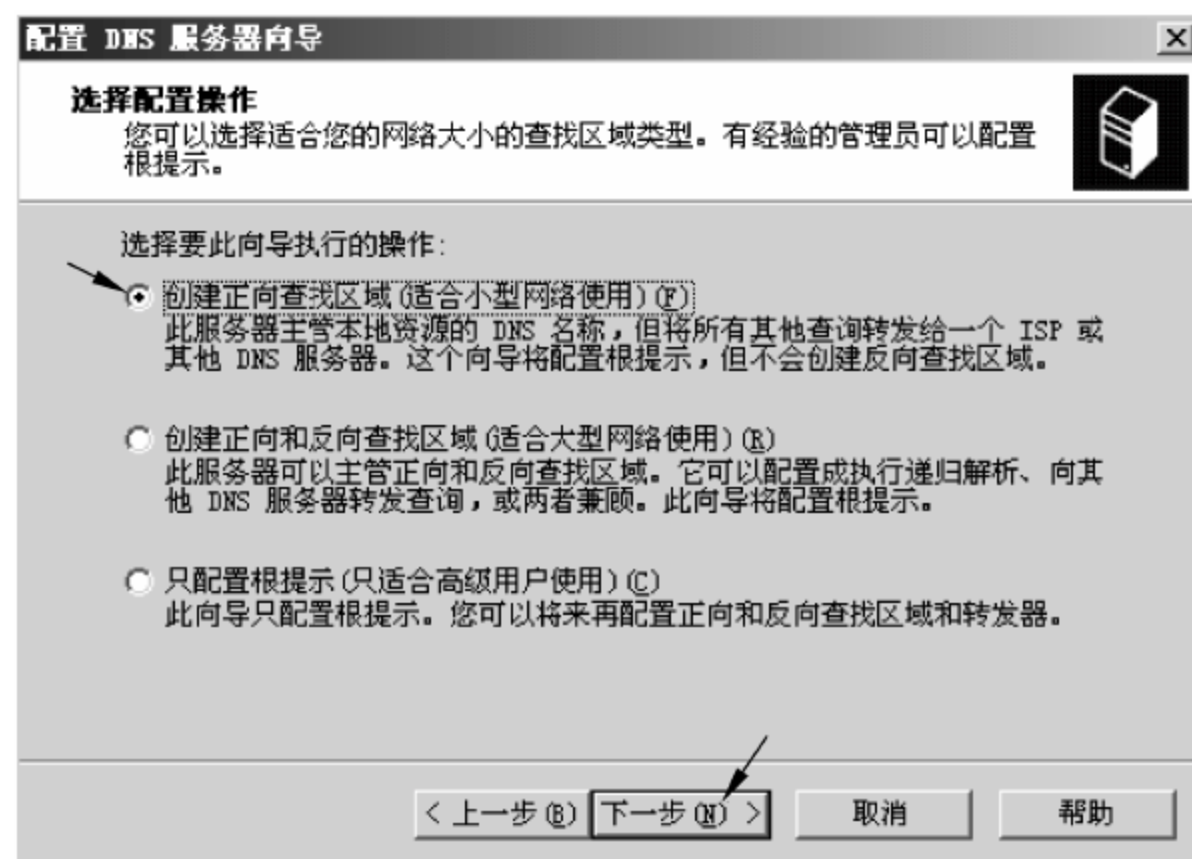 配置 DNS 服务器向导
选择配置操作
您可以选择适合您的网络大小的查找区域类型。有经验的管理员可以配置
根提示。
选择要此向导执行的操作:
创建正向查找区域(适合小型网络使用)(F)
此服务器主管本地资源的 DNS 名称,但将所有其他查询转发给一个 ISP 或
其他 DNS 服务器。这个向导将配置根提示,但不会创建反向查找区域。
创建正向和反向查找区域(适合大型网络使用)(R)
此服务器可以主管正向和反向查找区域。它可以配置成执行递归解析、向其
他 DNS 服务器转发查询,或两者兼顾。此向导将配置根提示。
只配置根提示(只适合高级用户使用)(C)
此向导只配置根提示。您可以将来再配置正向和反向查找区域和转发器。
< 上一步(B) 下一步(N) > 取消 帮助